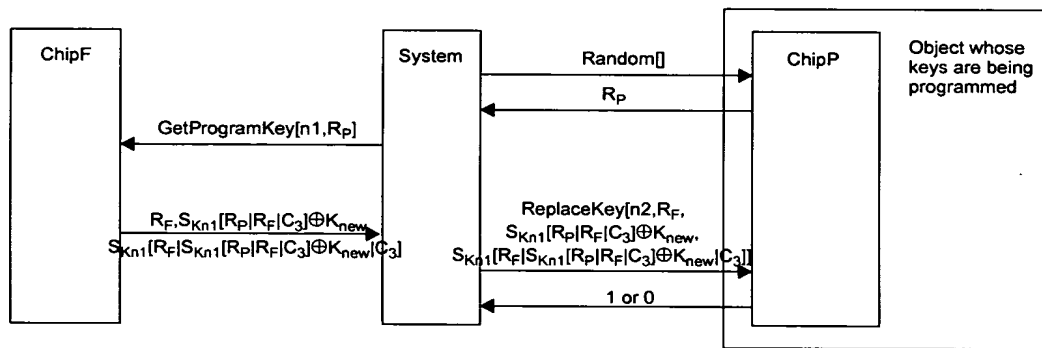 ChipF
System
ChipP
Object whose
keys are being
programmed
Random[]
R_P
GetProgramKey[n1,R_P]
R_F,S_Kn1[R_P|R_F|C_3]⊕K_new,
S_Kn1[R_F|S_Kn1[R_P|R_F|C_3]⊕K_new|C_3]
ReplaceKey[n2,R_F,
S_Kn1[R_P|R_F|C_3]⊕K_new,
S_Kn1[R_F|S_Kn1[R_P|R_F|C_3]⊕K_new|C_3]]
1 or 0